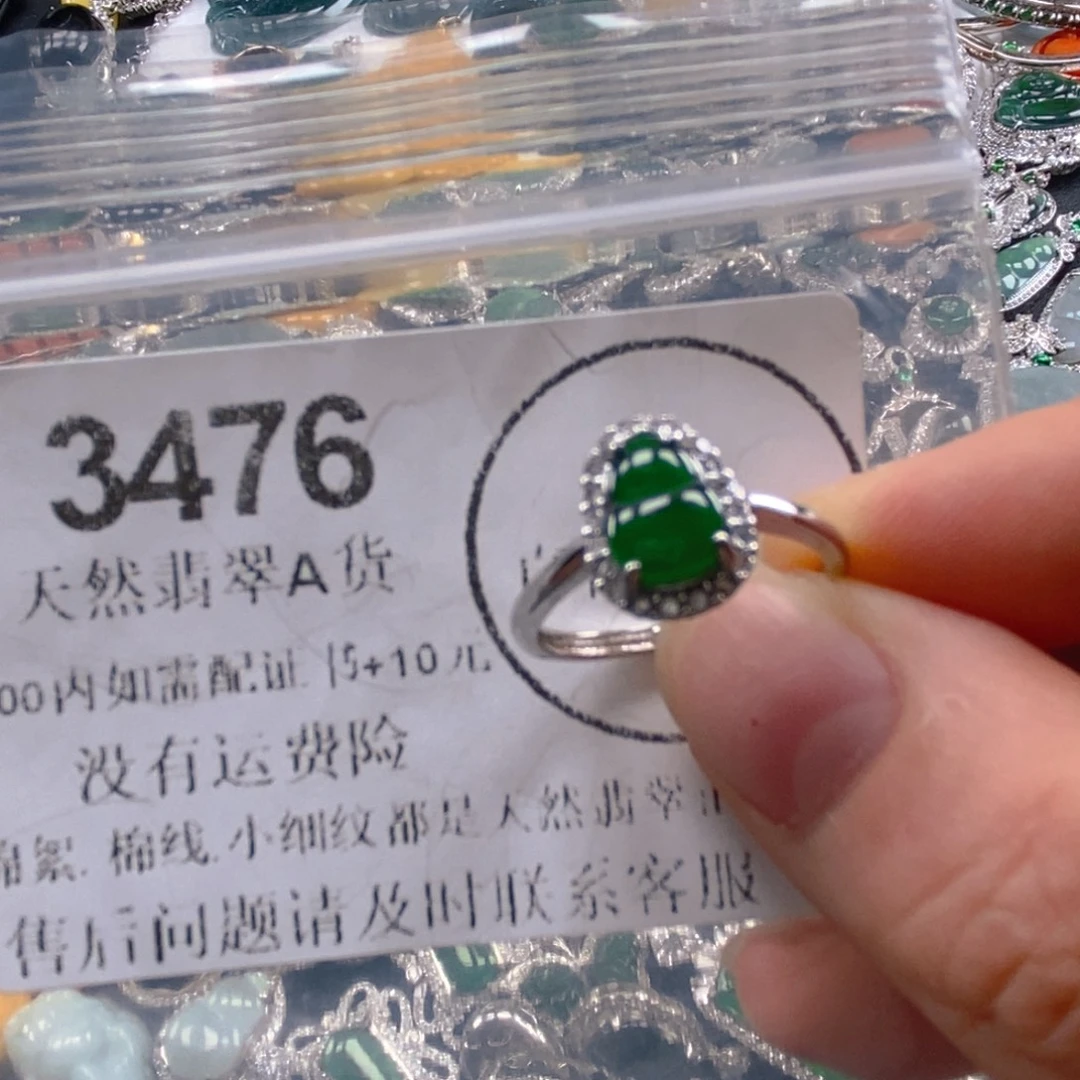 3476
天然翡翠A货
00内如需配证 +10元
没有运费险
棉絮.棉线.小细纹都是天然翡翠
售后问题请及时联系客服